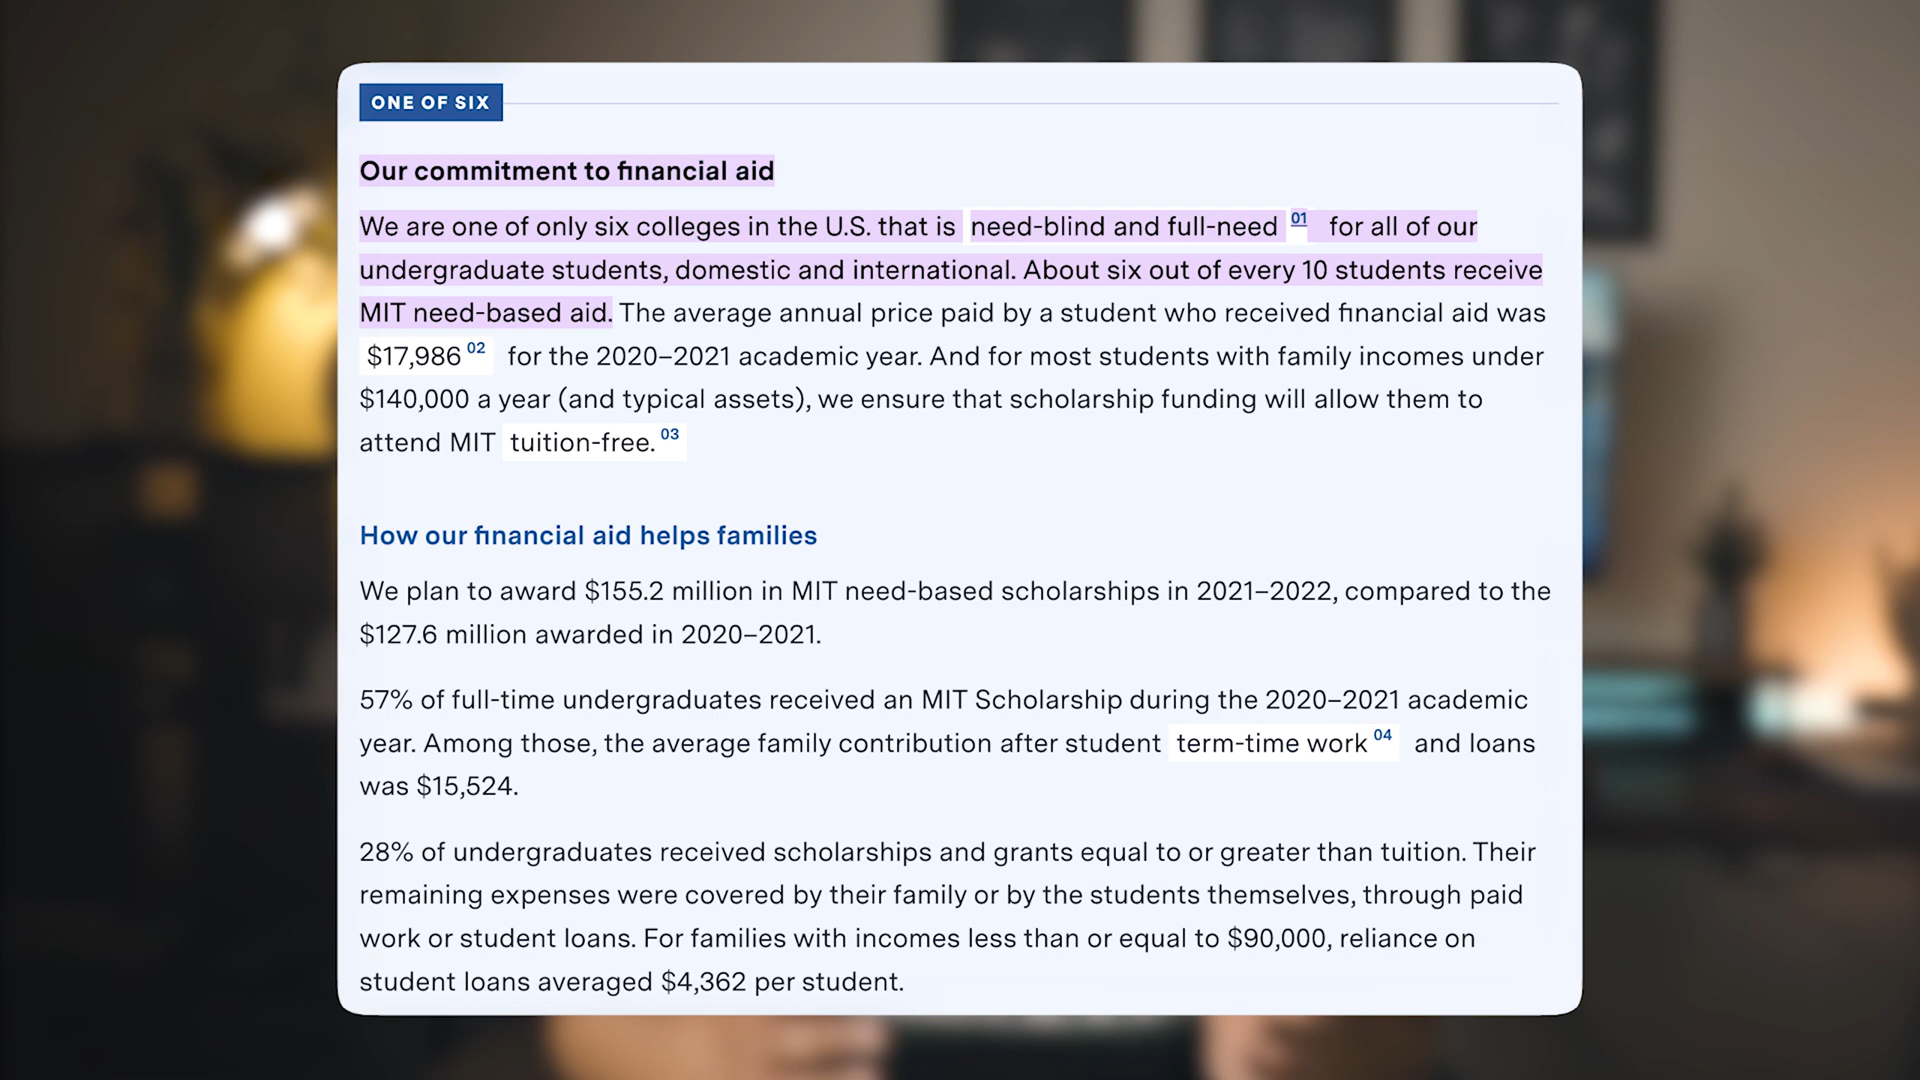 ONE OF SIX
Our commitment to financial aid
We are one of only six colleges in the U.S. that is need-blind and full-need 01 for all of our
undergraduate students, domestic and international. About six out of every 10 students receive
MIT need-based aid. The average annual price paid by a student who received financial aid was
$17,986 02 for the 2020–2021 academic year. And for most students with family incomes under
$140,000 a year (and typical assets), we ensure that scholarship funding will allow them to
attend MIT tuition-free. 03
How our financial aid helps families
We plan to award $155.2 million in MIT need-based scholarships in 2021–2022, compared to the
$127.6 million awarded in 2020–2021.
57% of full-time undergraduates received an MIT Scholarship during the 2020–2021 academic
year. Among those, the average family contribution after student term-time work 04 and loans
was $15,524.
28% of undergraduates received scholarships and grants equal to or greater than tuition. Their
remaining expenses were covered by their family or by the students themselves, through paid
work or student loans. For families with incomes less than or equal to $90,000, reliance on
student loans averaged $4,362 per student.